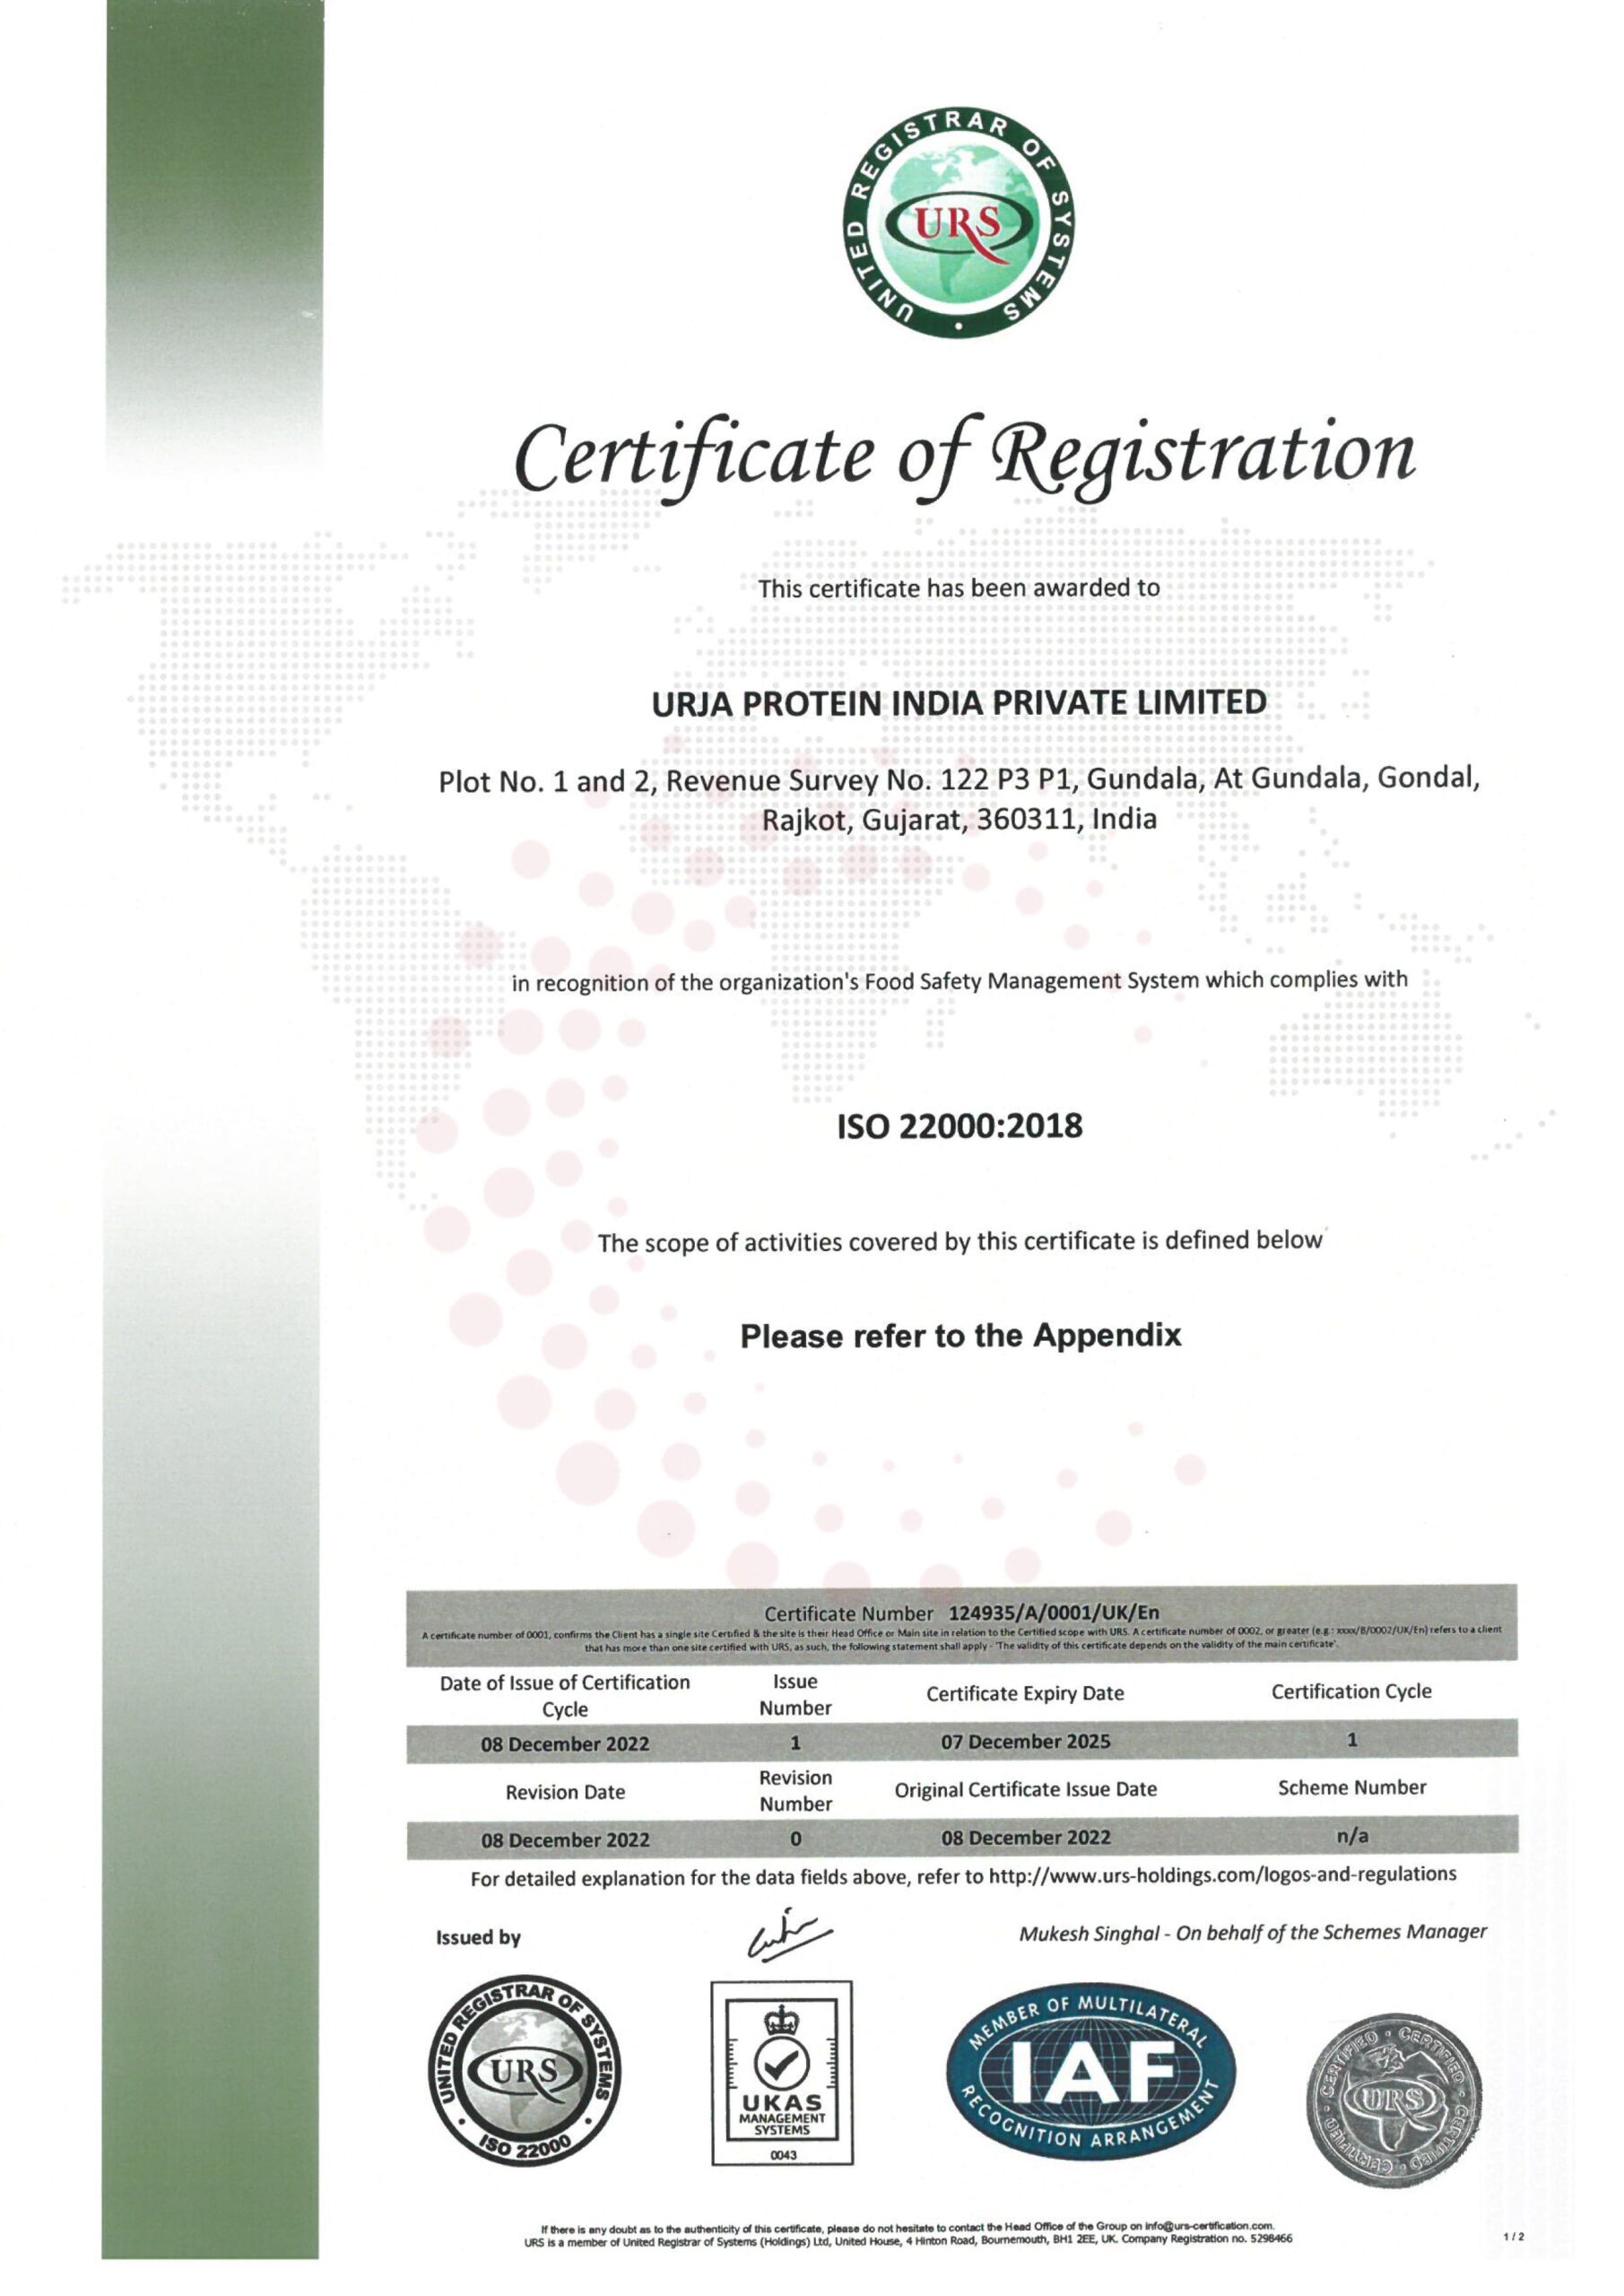 UNITED REGISTRAR OF SYSTEMS
URS
Certificate of Registration
This certificate has been awarded to
URJA PROTEIN INDIA PRIVATE LIMITED
Plot No. 1 and 2, Revenue Survey No. 122 P3 P1, Gundala, At Gundala, Gondal,
Rajkot, Gujarat, 360311, India
in recognition of the organization's Food Safety Management System which complies with
ISO 22000:2018
The scope of activities covered by this certificate is defined below
Please refer to the Appendix
Certificate Number 124935/A/0001/UK/En
A certificate number of 0001, confirms the Client has a single site Certified & the site is their Head Office or Main site in relation to the Certified scope with URS. A certificate number of 0002, or greater (e.g.: xxxx/B/0002/UK/En) refers to a client
that has more than one site certified with URS, as such, the following statement shall apply - 'The validity of this certificate depends on the validity of the main certificate'.
Date of Issue of Certification Cycle
Issue Number
Certificate Expiry Date
Certification Cycle
08 December 2022 1 07 December 2025 1
Revision Date
Revision Number
Original Certificate Issue Date
Scheme Number
08 December 2022 0 08 December 2022 n/a
For detailed explanation for the data fields above, refer to http://www.urs-holdings.com/logos-and-regulations
Issued by
Mukesh Singhal - On behalf of the Schemes Manager
UNITED REGISTRAR OF SYSTEMS
URS
ISO 22000
UKAS
MANAGEMENT
SYSTEMS
0043
MEMBER OF MULTILATERAL
IAF
RECOGNITION ARRANGEMENT
CERTIFIED • CERTIFIED • CERTIFIED • CERTIFIED • CERTIFIED
URS
If there is any doubt as to the authenticity of this certificate, please do not hesitate to contact the Head Office of the Group on info@urs-certification.com.
URS is a member of United Registrar of Systems (Holdings) Ltd, United House, 4 Hinton Road, Bournemouth, BH1 2EE, UK. Company Registration no. 5298466
1 / 2